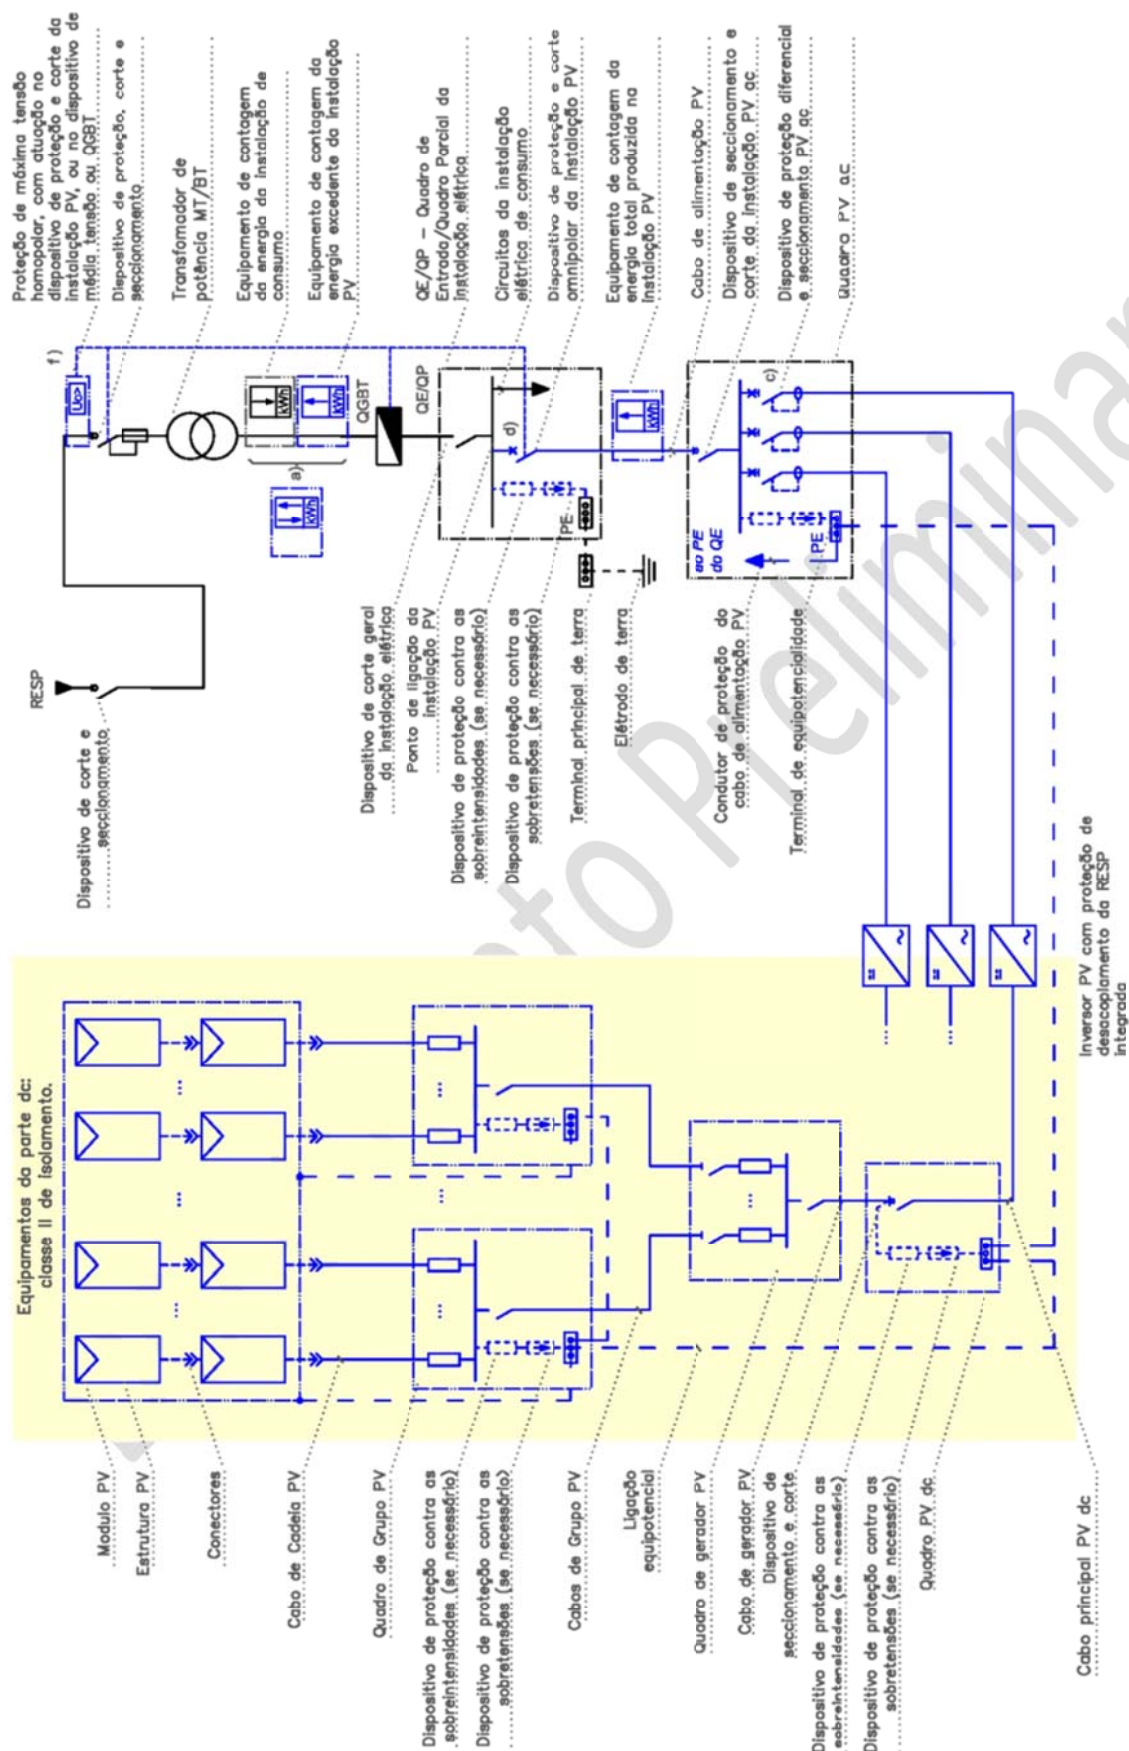 Proteção de máxima tensão
homopolar, com atuação no
dispositivo de proteção e corte da
instalação PV, ou no dispositivo de
média tensão ou QGBT
Dispositivo de proteção, corte e
seccionamento
Transfomador de
potência MT/BT
Equipamento de contagem
da energia da instalação de
consumo
Equipamento de contagem da
energia excedente da instalação
PV
QE/QP – Quadro de
Entrada/Quadro Parcial da
instalação elétrica
Circuitos da instalação
elétrica de consumo
Dispositivo de proteção e corte
omnipolar da instalação PV
Equipamento de contagem da
energia total produzida na
instalação PV
Cabo de alimentação PV
Dispositivo de seccionamento e
corte da instalação PV ac
Dispositivo de proteção diferencial
e seccionamento PV ac
Quadro PV ac
f)
Uo>
kWh
kWh
kWh
a)
QGBT
QE/QP
d)
PE
kWh
c)
ao PE
do QE
PE
RESP
Dispositivo de corte e
seccionamento
Dispositivo de corte geral
da instalação elétrica
Ponto de ligação da
instalação PV
Dispositivo de proteção contra as
sobreintensidades (se necessário)
Dispositivo de proteção contra as
sobretensões (se necessário)
Terminal principal de terra
Elétrodo de terra
Condutor de proteção do
cabo de alimentação PV
Terminal de equipotencialidade
Inversor PV com proteção de
desacoplamento da RESP
integrada
Equipamentos da parte dc:
classe II de isolamento.
Modulo PV
Estrutura PV
Conectores
Cabo de Cadeia PV
Quadro de Grupo PV
Dispositivo de proteção contra as
sobreintensidades (se necessário)
Dispositivo de proteção contra as
sobretensões (se necessário)
Cabos de Grupo PV
Ligação
equipotencial
Quadro de gerador PV
Cabo de gerador PV
Dispositivo de
seccionamento e corte
Dispositivo de proteção contra as
sobreintensidades (se necessário)
Dispositivo de proteção contra as
sobretensões (se necessário)
Quadro PV dc
Cabo principal PV dc
nto Preliminar